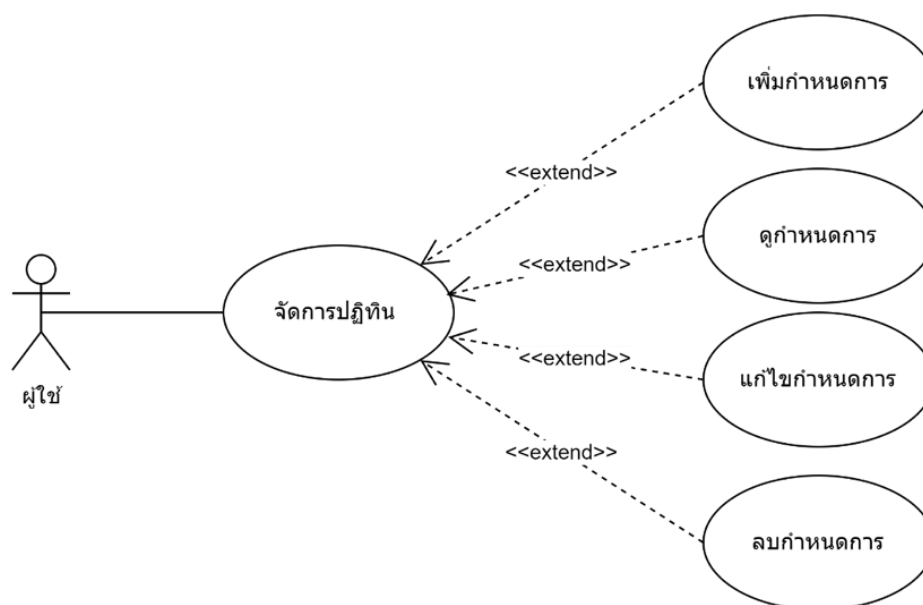 เพิ่มกำหนดการ
<<extend>>
ดูกำหนดการ
<<extend>>
จัดการปฏิทิน
<<extend>>
แก้ไขกำหนดการ
ผู้ใช้
<<extend>>
ลบกำหนดการ